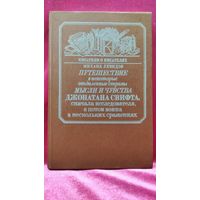 ПИСАТЕЛИ О ПИСАТЕЛЯХ
МИХАИЛ ЛЕВИДОВ
ПУТЕШЕСТВИЕ
в некоторые
отдаленные страны
МЫСЛИ И ЧУВСТВА
ДЖОНАТАНА СВИФТА,
сначала исследователя,
а потом воина
в нескольких сражениях